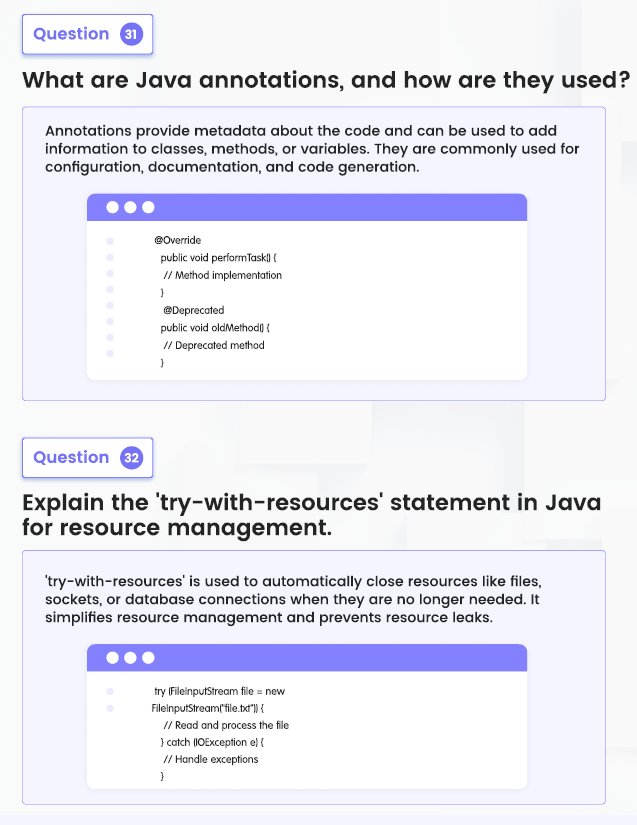 Question 31
What are Java annotations, and how are they used?
Annotations provide metadata about the code and can be used to add
information to classes, methods, or variables. They are commonly used for
configuration, documentation, and code generation.
@Override
public void performTask() {
// Method implementation
}
@Deprecated
public void oldMethod() {
// Deprecated method
}
Question 32
Explain the 'try-with-resources' statement in Java
for resource management.
'try-with-resources' is used to automatically close resources like files,
sockets, or database connections when they are no longer needed. It
simplifies resource management and prevents resource leaks.
try (FileInputStream file = new
FileInputStream("file.txt")) {
// Read and process the file
} catch (IOException e) {
// Handle exceptions
}